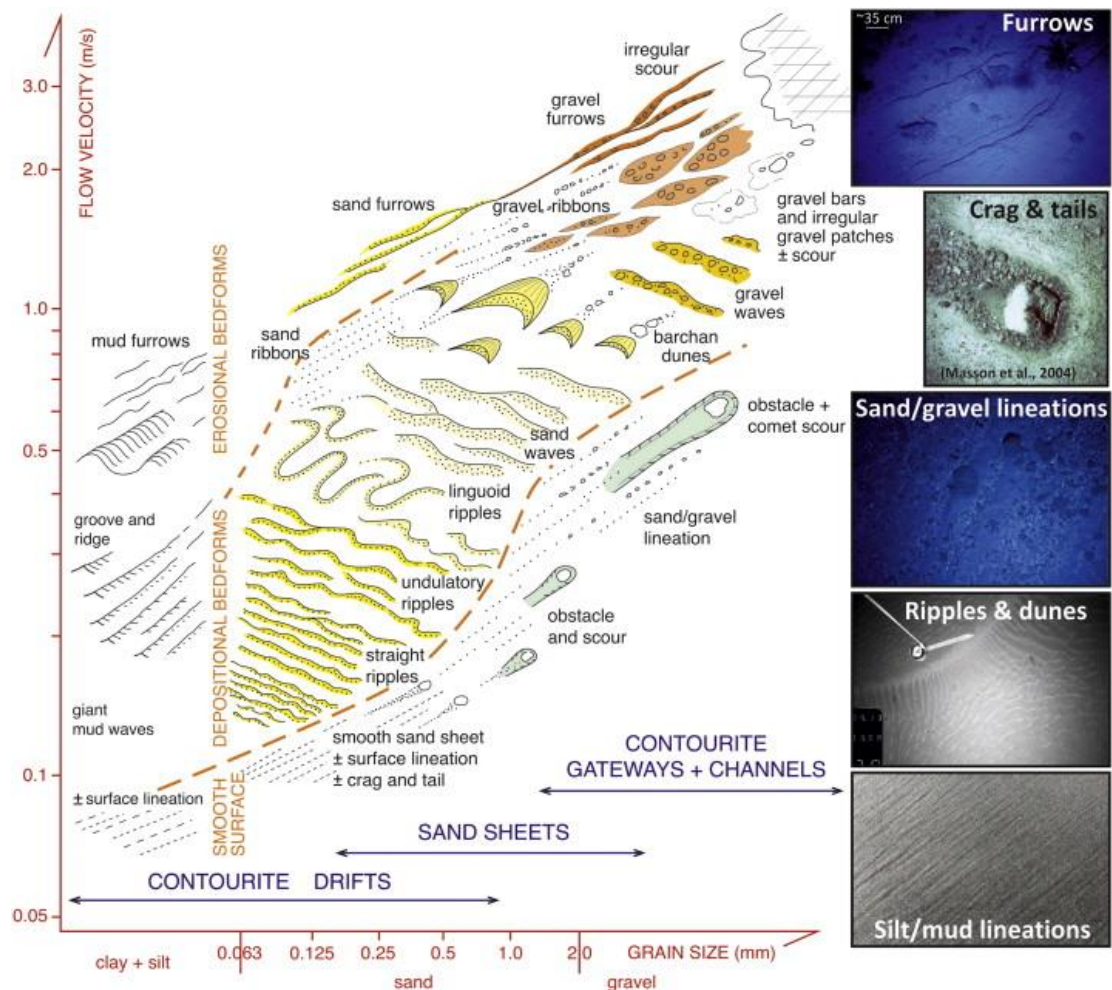 FLOW VELOCITY (m/s)
3.0
2.0
1.0
0.5
0.1
0.05
irregular
scour
gravel
furrows
sand furrows
gravel ribbons
gravel bars
and irregular
gravel patches
± scour
gravel
waves
mud furrows
EROSIONAL BEDFORMS
sand
ribbons
barchan
dunes
obstacle +
comet scour
sand
waves
linguoid
ripples
groove and
ridge
sand/gravel
lineation
undulatory
ripples
DEPOSITIONAL BEDFORMS
obstacle
and scour
straight
ripples
giant
mud waves
smooth sand sheet
± surface lineation
± crag and tail
± surface lineation
SMOOTH
SURFACE
CONTOURITE
GATEWAYS + CHANNELS
SAND SHEETS
CONTOURITE DRIFTS
0.063 0.125 0.25 0.5 1.0 2.0 GRAIN SIZE (mm)
clay + silt
sand gravel
~35 cm
Furrows
Crag & tails
(Masson et al., 2004)
Sand/gravel lineations
Ripples & dunes
Silt/mud lineations